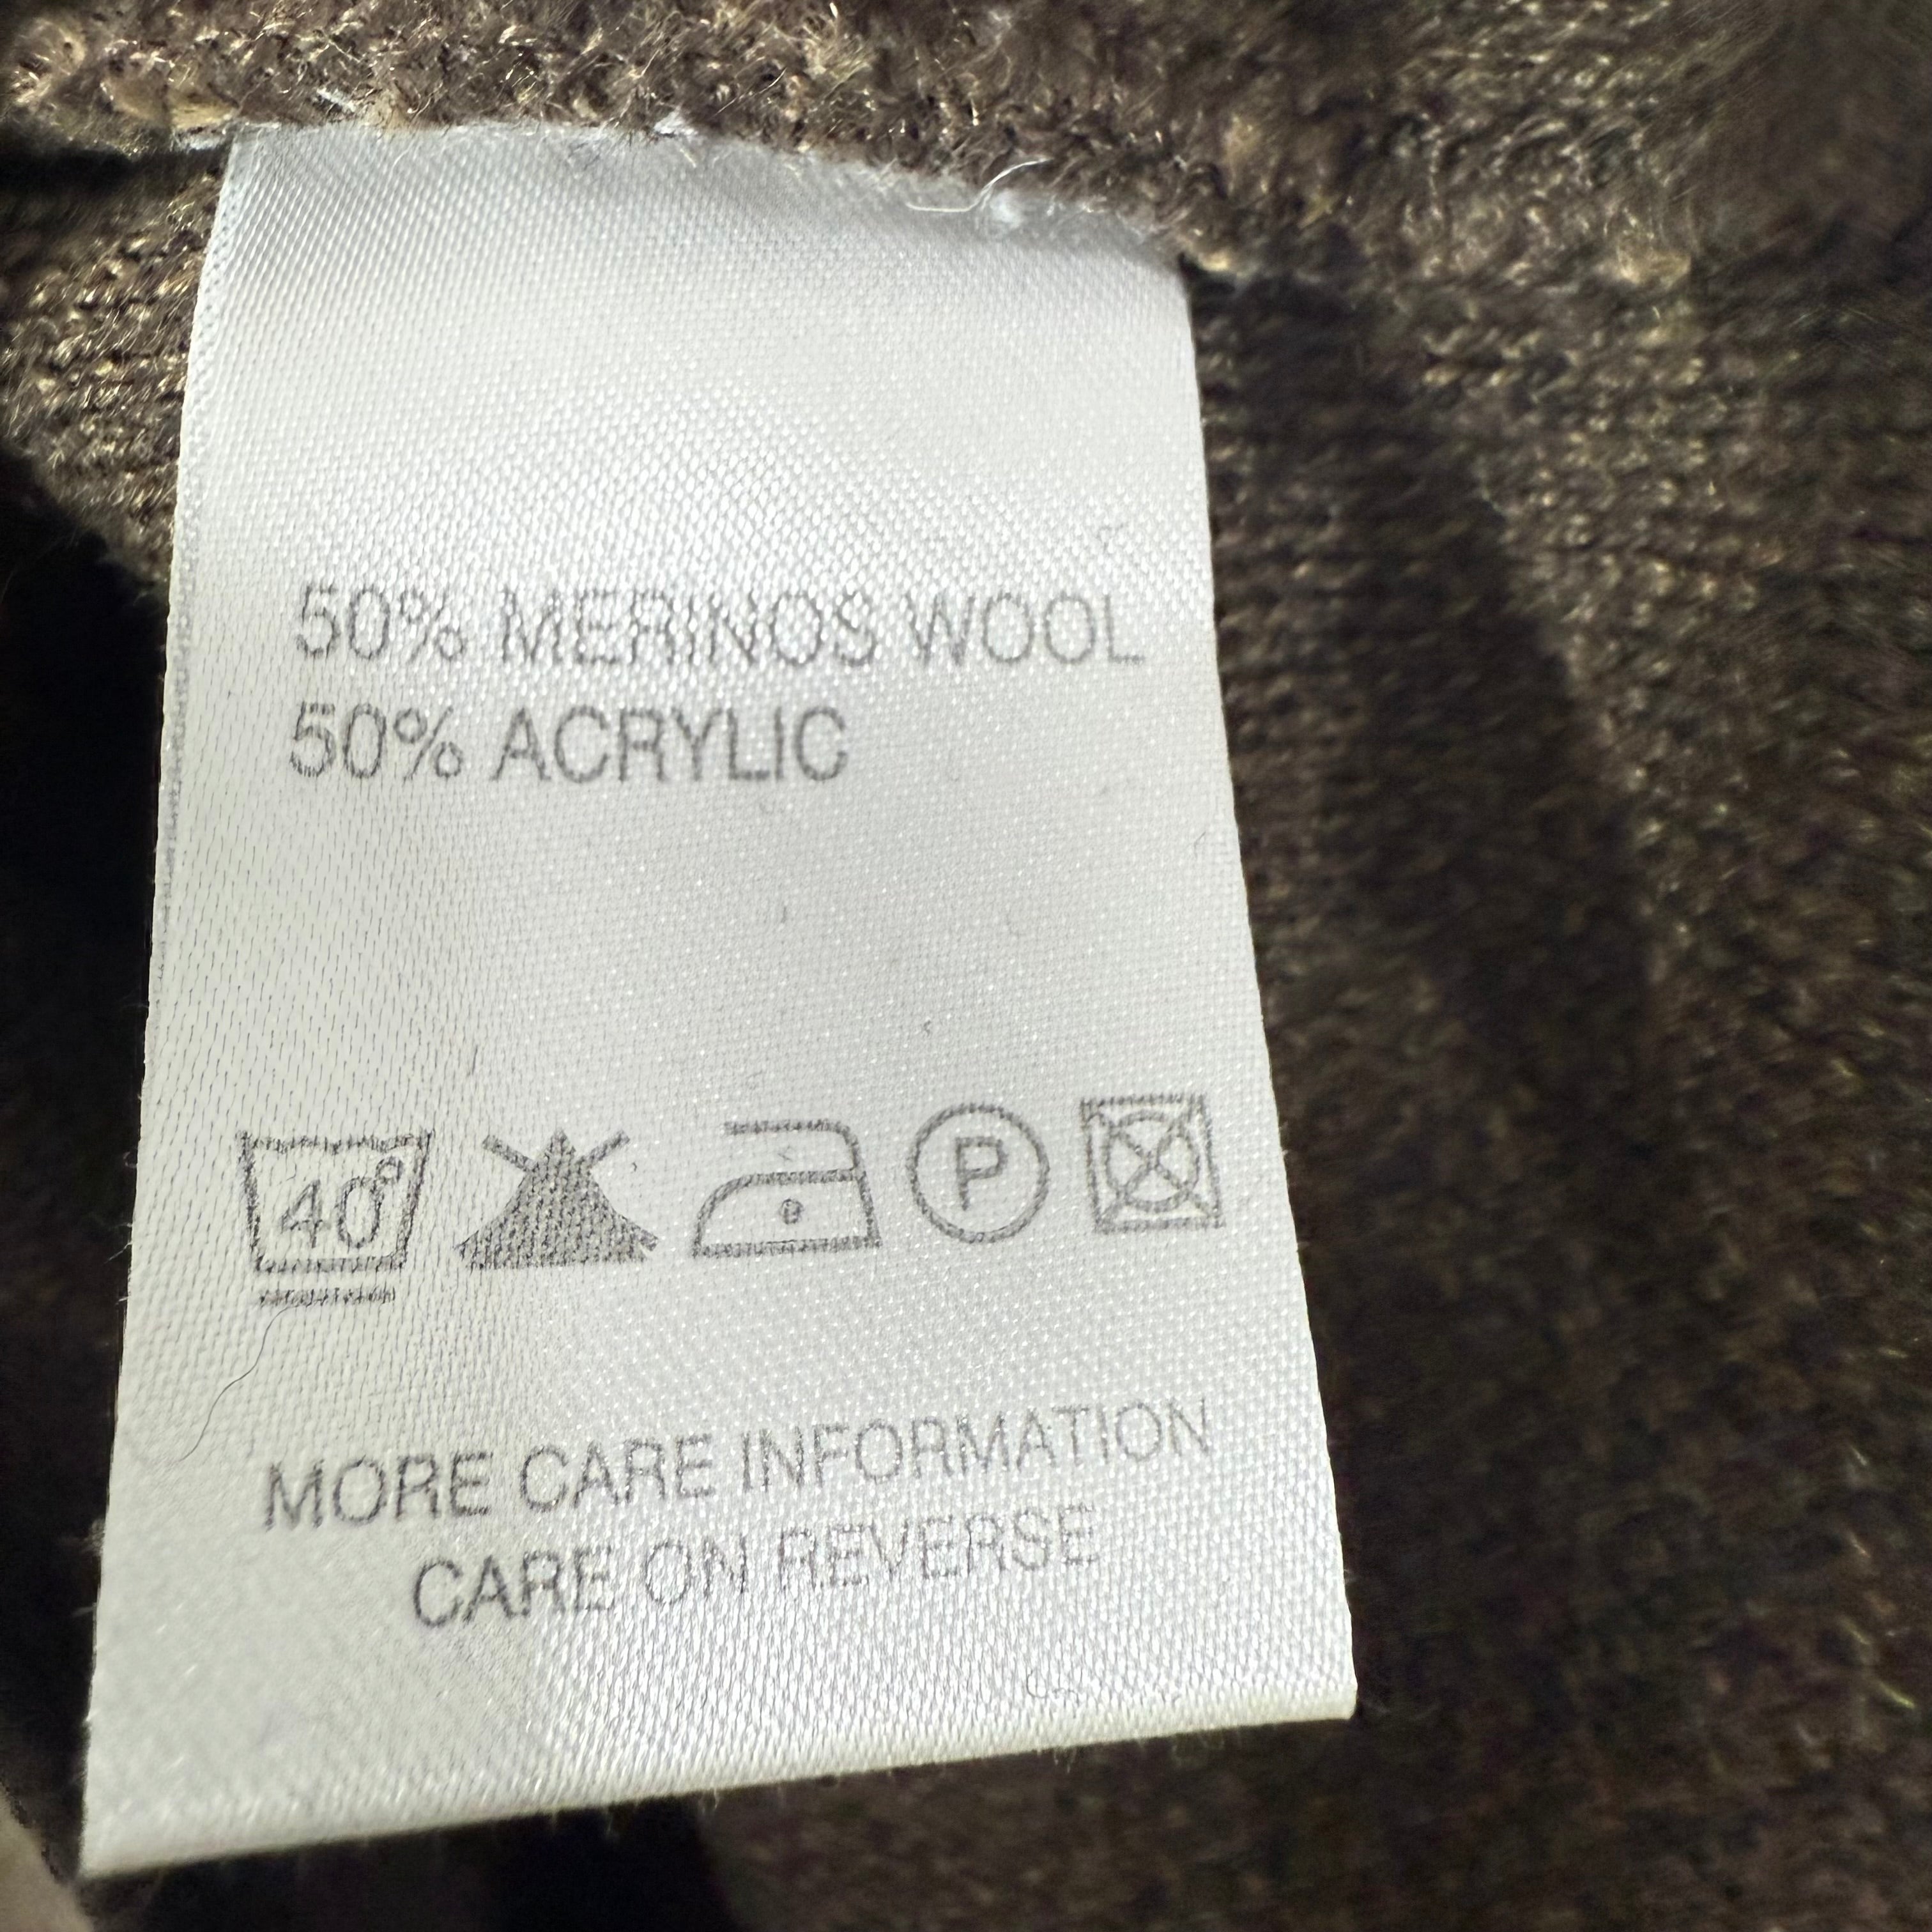 50% MERINOS WOOL
50% ACRYLIC
40° P
MORE CARE INFORMATION
CARE ON REVERSE